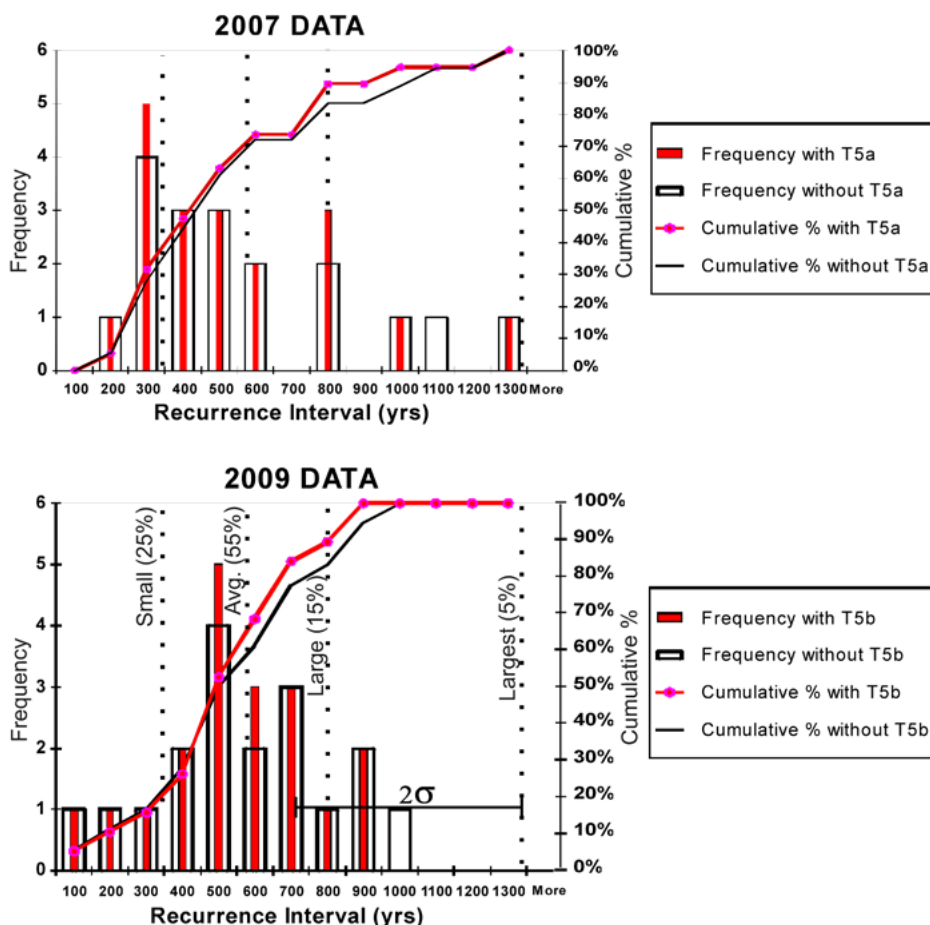 2007 DATA
6
5
4
3
2
1
0
Frequency
100%
90%
80%
70%
60%
50%
40%
30%
20%
10%
0%
Cumulative %
100 200 300 400 500 600 700 800 900 1000 1100 1200 1300 More
Recurrence Interval (yrs)
Frequency with T5a
Frequency without T5a
Cumulative % with T5a
Cumulative % without T5a
2009 DATA
6
5
4
3
2
1
0
Frequency
Small (25%)
Avg. (55%)
Large (15%)
Largest (5%)
2σ
100%
90%
80%
70%
60%
50%
40%
30%
20%
10%
0%
Cumulative %
100 200 300 400 500 600 700 800 900 1000 1100 1200 1300 More
Recurrence Interval (yrs)
Frequency with T5b
Frequency without T5b
Cumulative % with T5b
Cumulative % without T5b